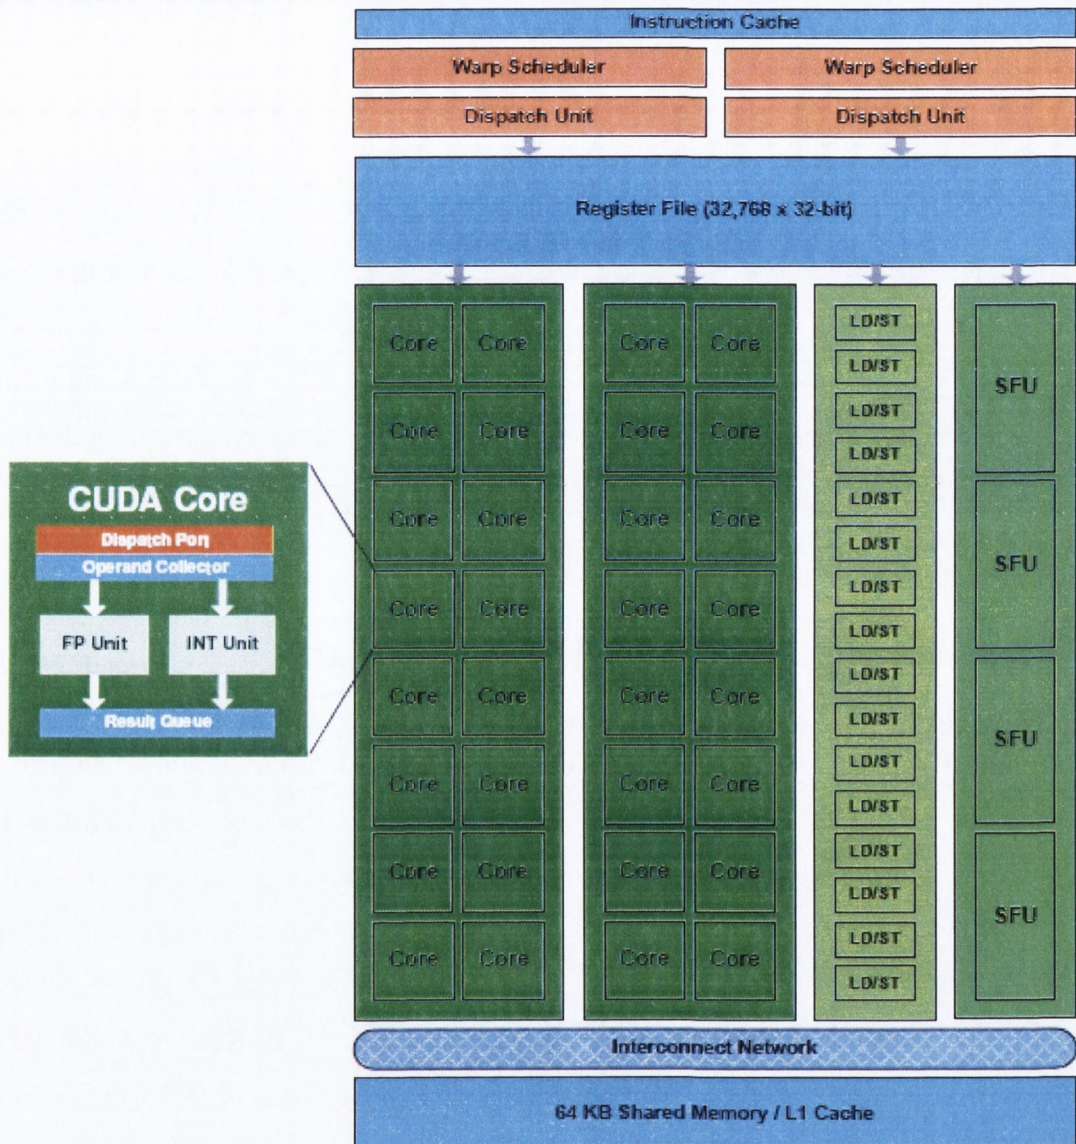 Instruction Cache
Warp Scheduler Warp Scheduler
Dispatch Unit Dispatch Unit
Register File (32,768 x 32-bit)
Core Core Core Core LD/ST SFU
LD/ST
Core Core Core Core LD/ST
LD/ST
Core Core Core Core LD/ST SFU
LD/ST
Core Core Core Core LD/ST
LD/ST
Core Core Core Core LD/ST SFU
LD/ST
Core Core Core Core LD/ST
LD/ST
Core Core Core Core LD/ST SFU
LD/ST
Core Core Core Core LD/ST
LD/ST
CUDA Core
Dispatch Port
Operand Collector
FP Unit INT Unit
Result Queue
Interconnect Network
64 KB Shared Memory / L1 Cache